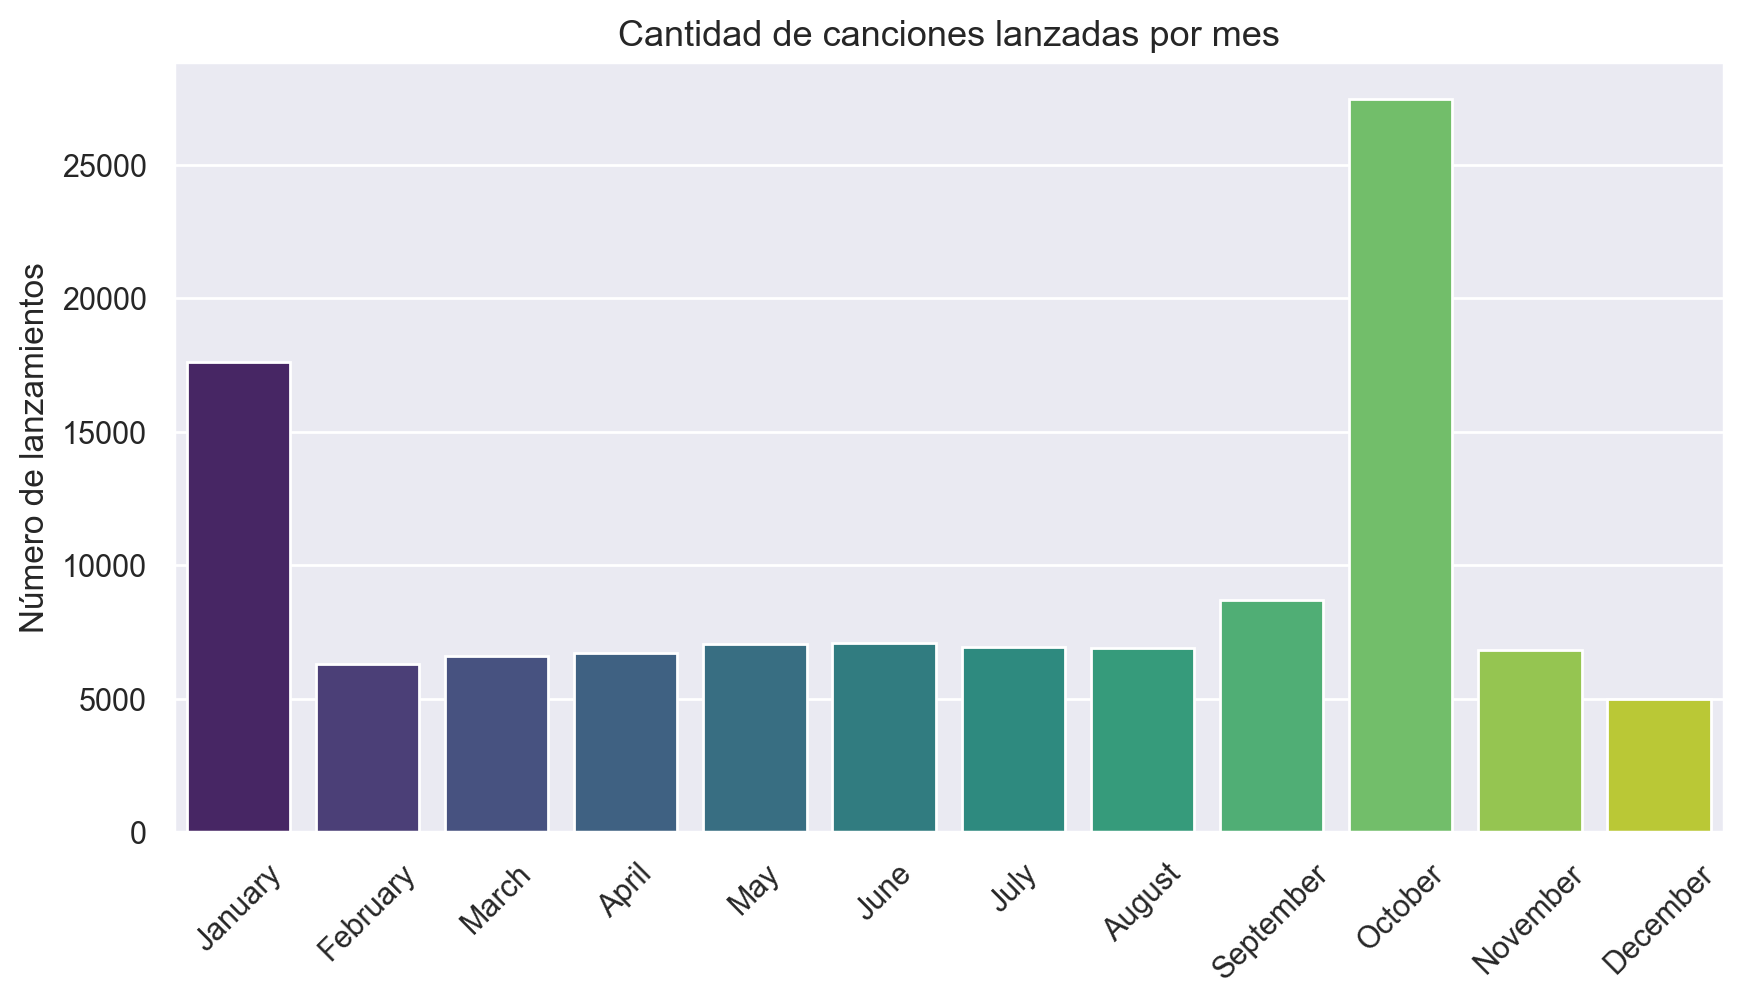 Cantidad de canciones lanzadas por mes
Número de lanzamientos
25000
20000
15000
10000
5000
0
January
February
March
April
May
June
July
August
September
October
November
December